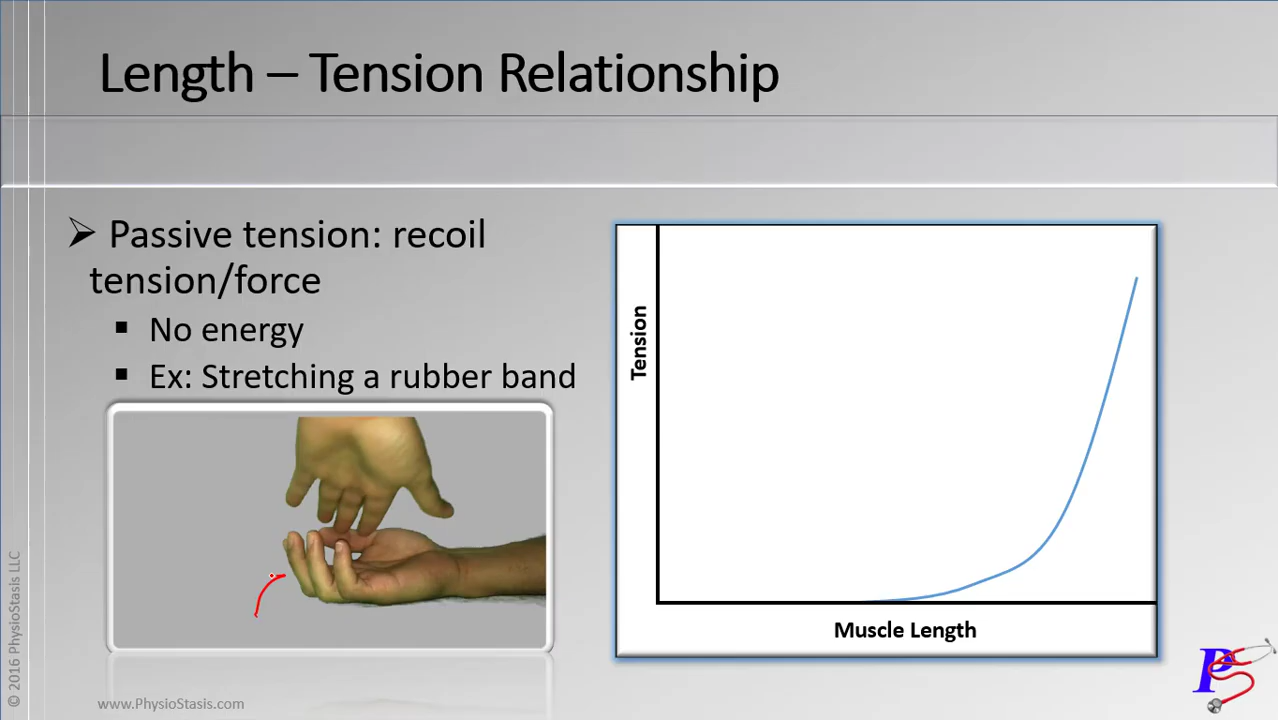 Length – Tension Relationship
➢ Passive tension: recoil
tension/force
▪ No energy
▪ Ex: Stretching a rubber band
Tension
Muscle Length
© 2016 PhysioStasis LLC
www.PhysioStasis.com
PS